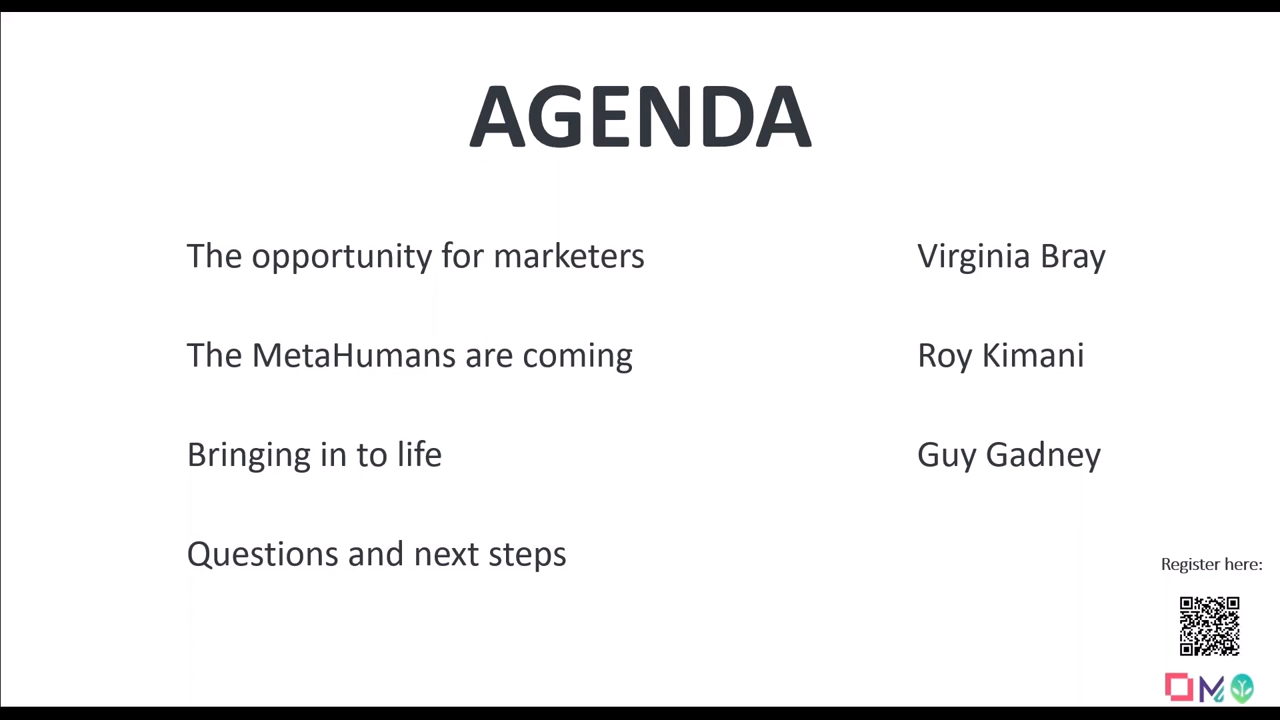 AGENDA
The opportunity for marketers Virginia Bray
The MetaHumans are coming Roy Kimani
Bringing in to life Guy Gadney
Questions and next steps
Register here: